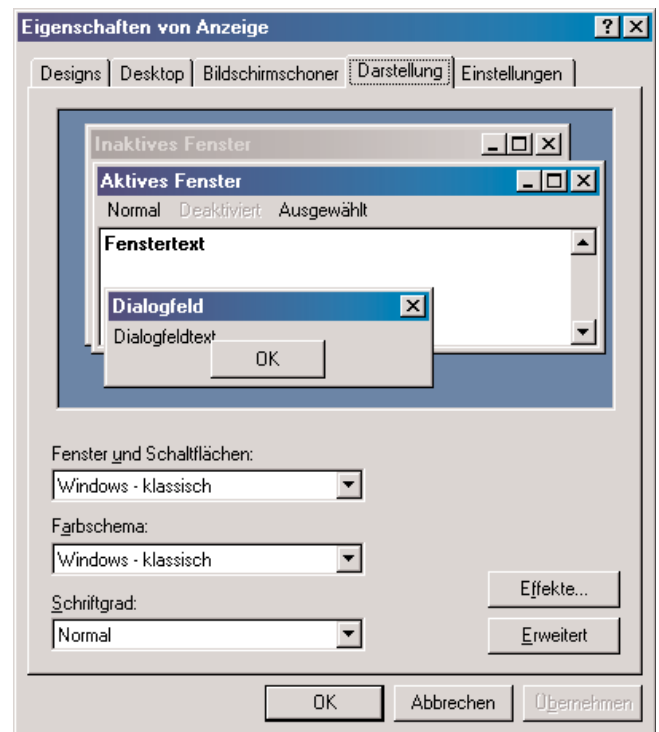 Eigenschaften von Anzeige
Designs Desktop Bildschirmschoner Darstellung Einstellungen
Inaktives Fenster
Aktives Fenster
Normal Deaktiviert Ausgewählt
Fenstertext
Dialogfeld
Dialogfeldtext
OK
Fenster und Schaltflächen:
Windows - klassisch
Farbschema:
Windows - klassisch
Effekte...
Schriftgrad:
Normal
Erweitert
OK Abbrechen Übernehmen